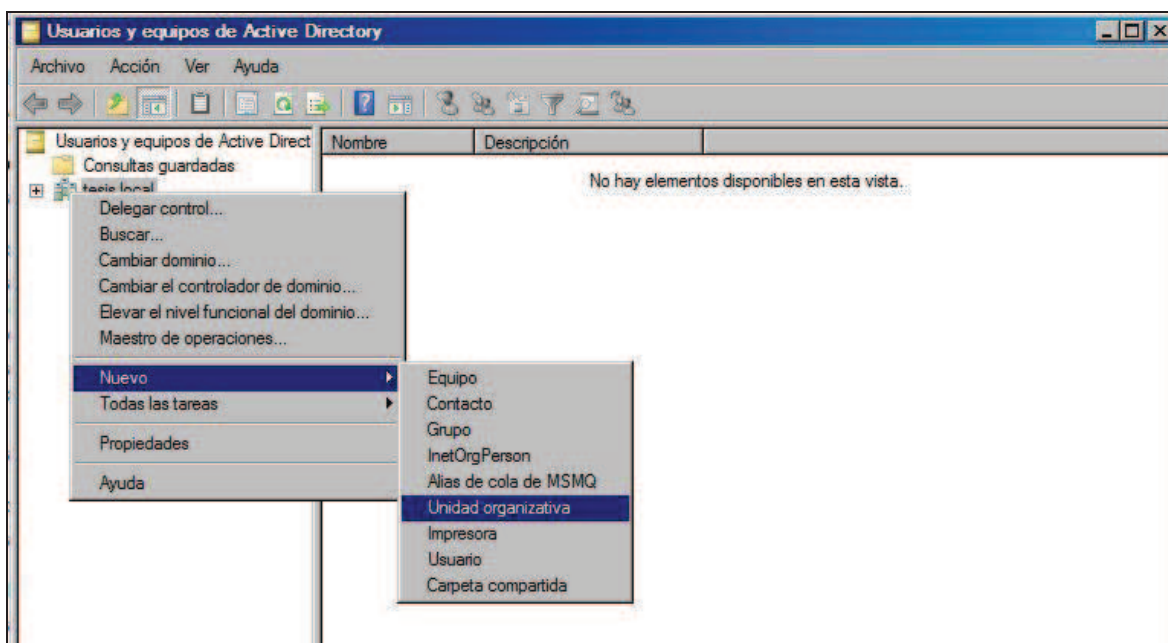 Usuarios y equipos de Active Directory
Archivo Acción Ver Ayuda
Usuarios y equipos de Active Direct
Nombre Descripción
Consultas guardadas
No hay elementos disponibles en esta vista.
tesis.local
Delegar control...
Buscar...
Cambiar dominio...
Cambiar el controlador de dominio...
Elevar el nivel funcional del dominio...
Maestro de operaciones...
Nuevo
Todas las tareas
Propiedades
Ayuda
Equipo
Contacto
Grupo
InetOrgPerson
Alias de cola de MSMQ
Unidad organizativa
Impresora
Usuario
Carpeta compartida